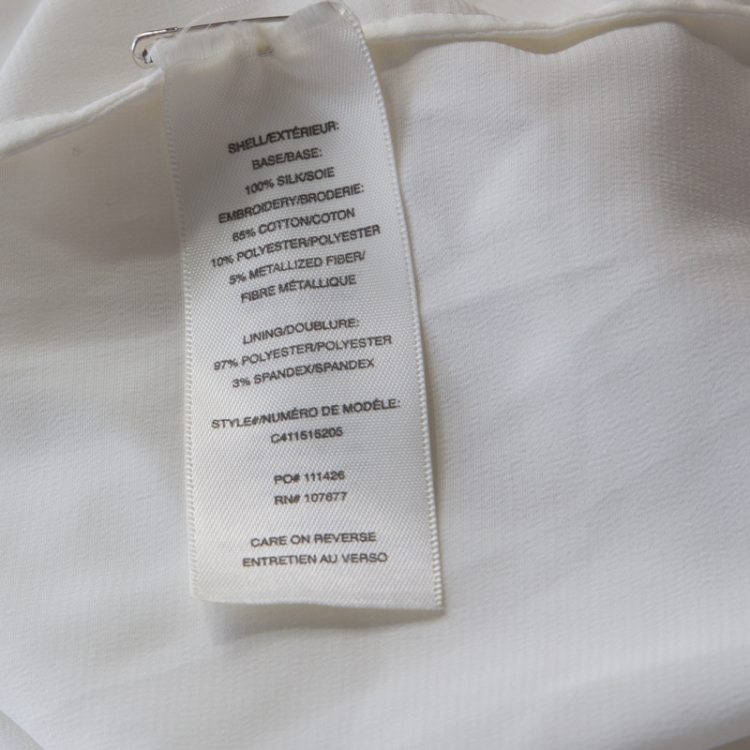 SHELL/EXTÉRIEUR:
BASE/BASE:
100% SILK/SOIE
EMBROIDERY/BRODERIE:
85% COTTON/COTON
10% POLYESTER/POLYESTER
5% METALLIZED FIBER/
FIBRE MÉTALLIQUE
LINING/DOUBLURE:
97% POLYESTER/POLYESTER
3% SPANDEX/SPANDEX
STYLE#/NUMÉRO DE MODÈLE:
C411515205
PO# 111426
RN# 107677
CARE ON REVERSE
ENTRETIEN AU VERSO